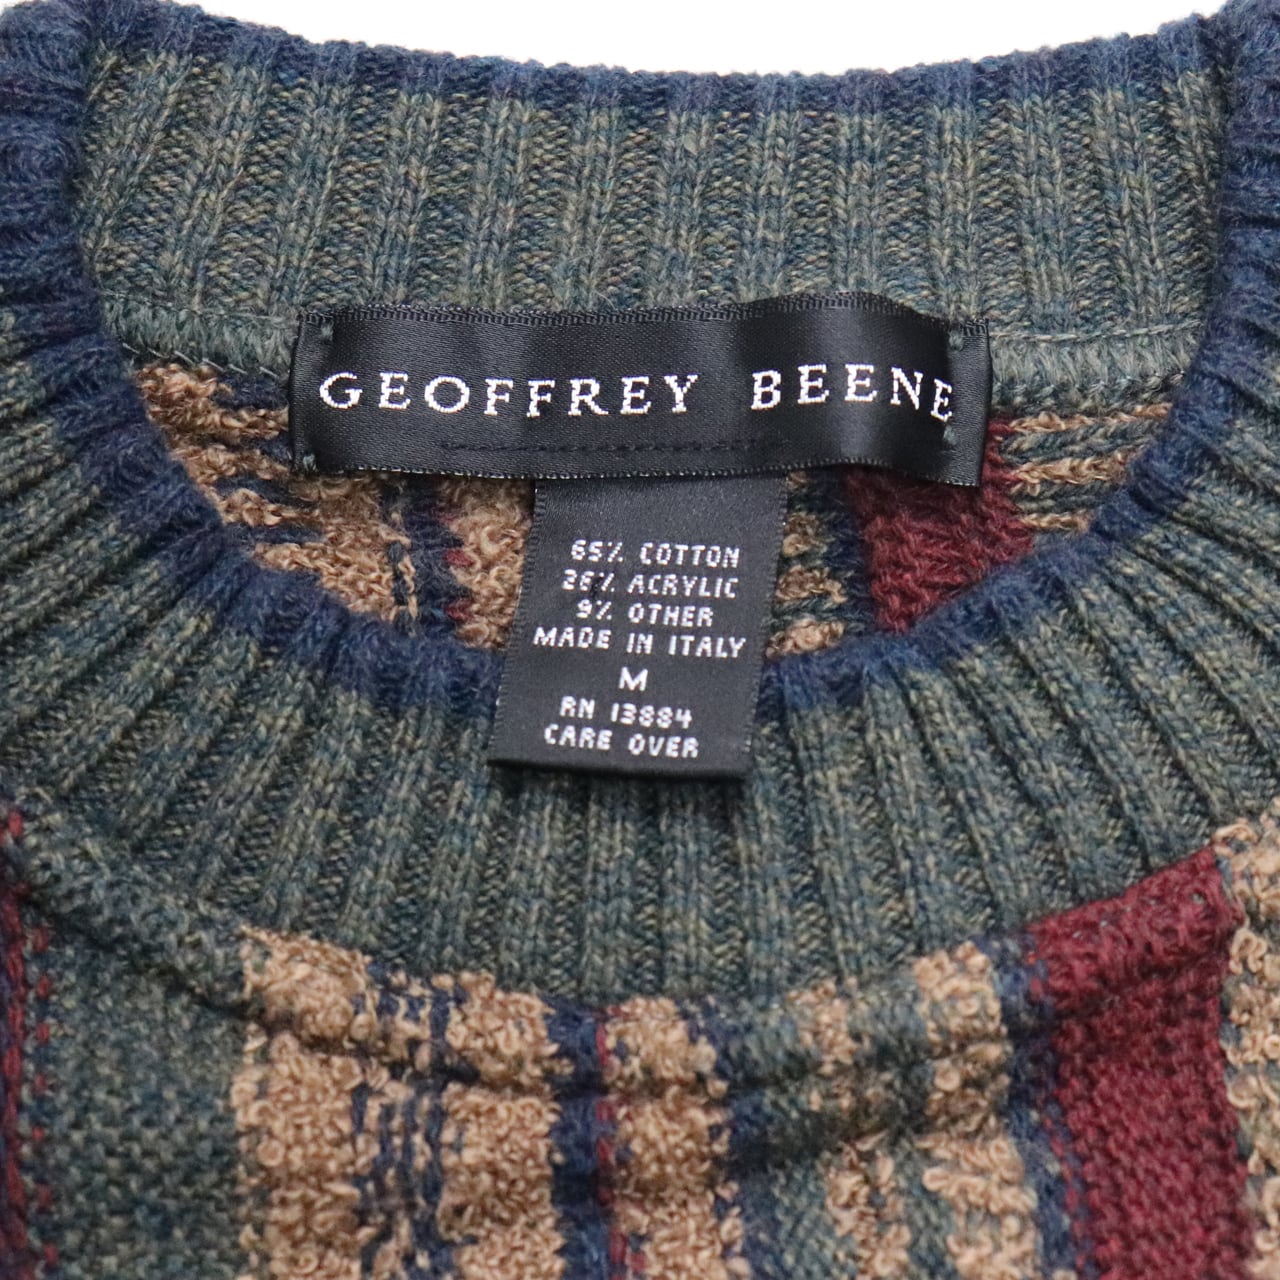 GEOFFREY BEENE
65% COTTON
26% ACRYLIC
9% OTHER
MADE IN ITALY
M
RN 13884
CARE OVER